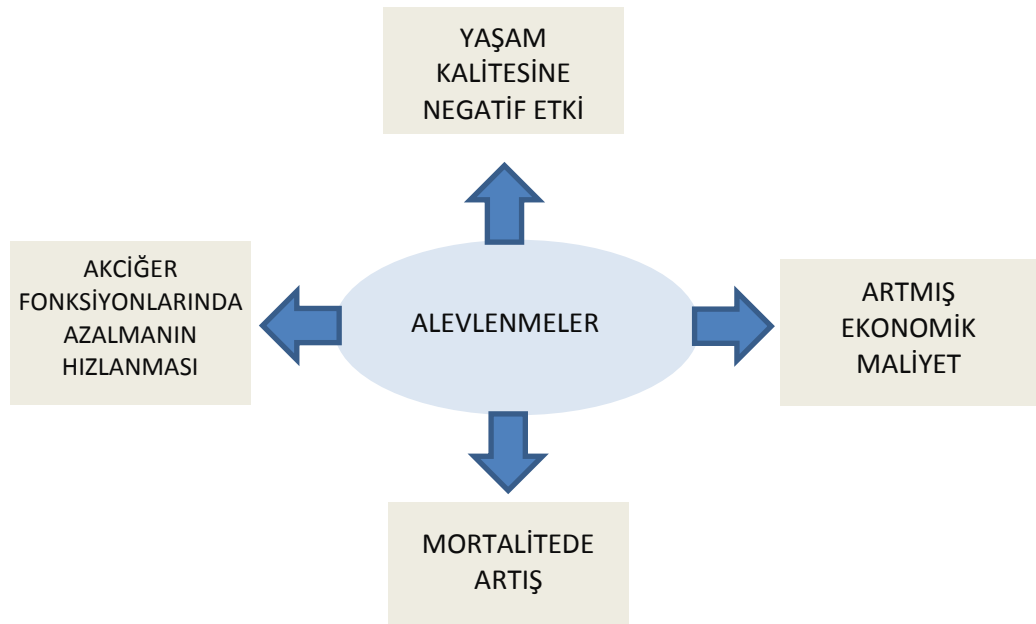 YAŞAM
KALİTESİNE
NEGATİF ETKİ
AKCİĞER
FONKSİYONLARINDA
AZALMANIN
HIZLANMASI
ALEVLENMELER
ARTMIŞ
EKONOMİK
MALİYET
MORTALİTEDE
ARTIŞ